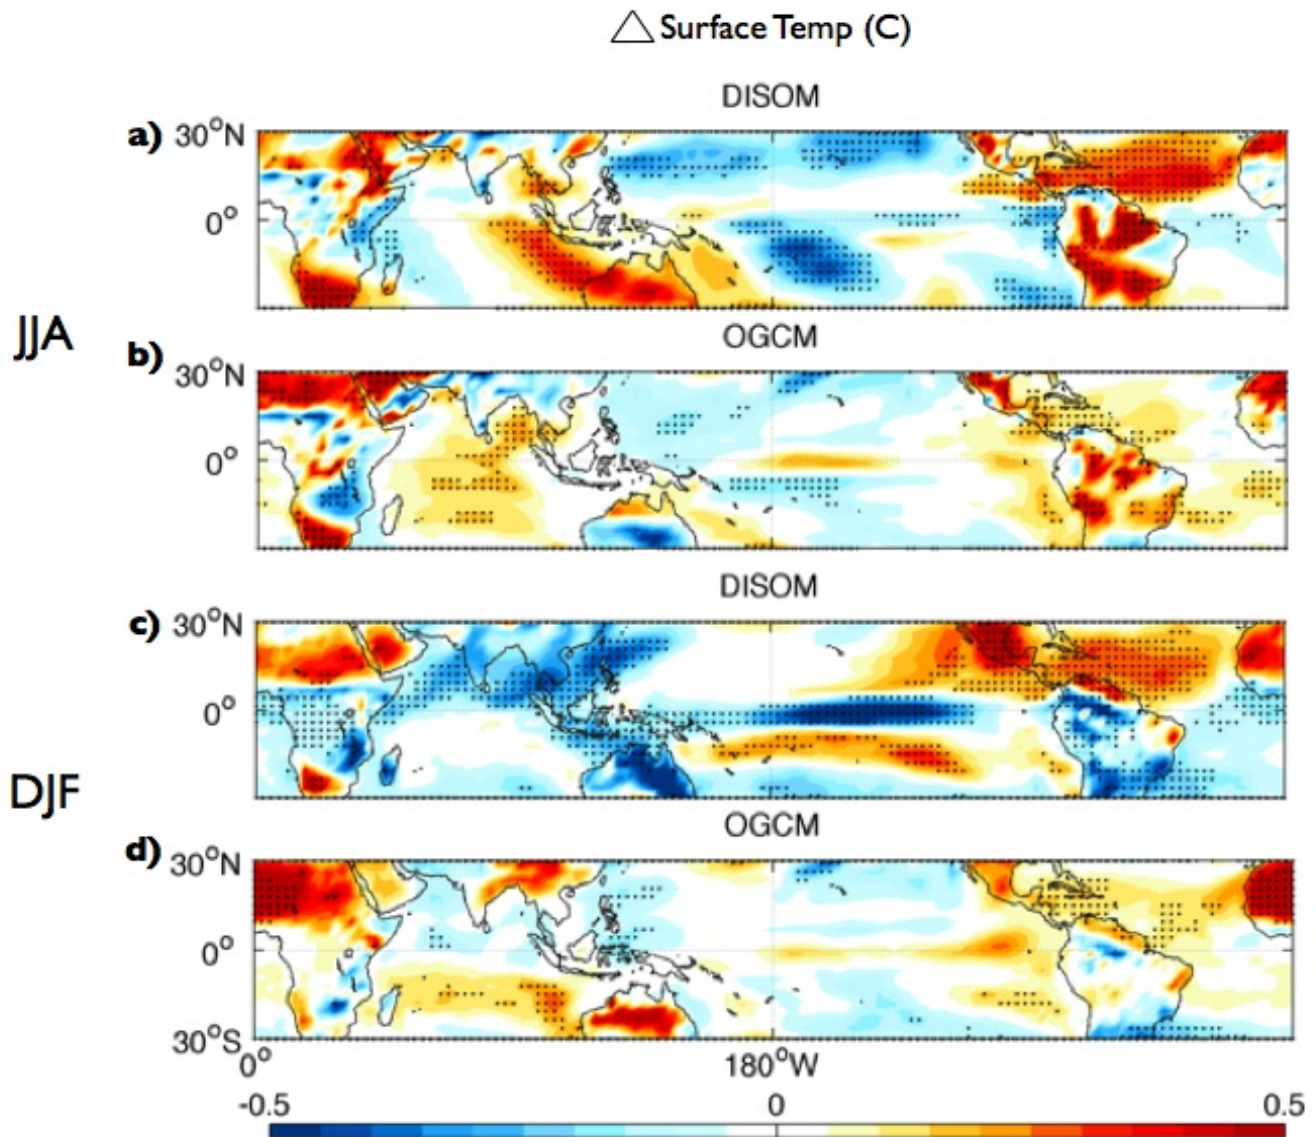 △ Surface Temp (C)
DISOM
a) 30°N
0°
JJA
OGCM
b) 30°N
0°
DISOM
c) 30°N
0°
DJF
OGCM
d) 30°N
0°
30°S
0° 180°W
-0.5 0 0.5